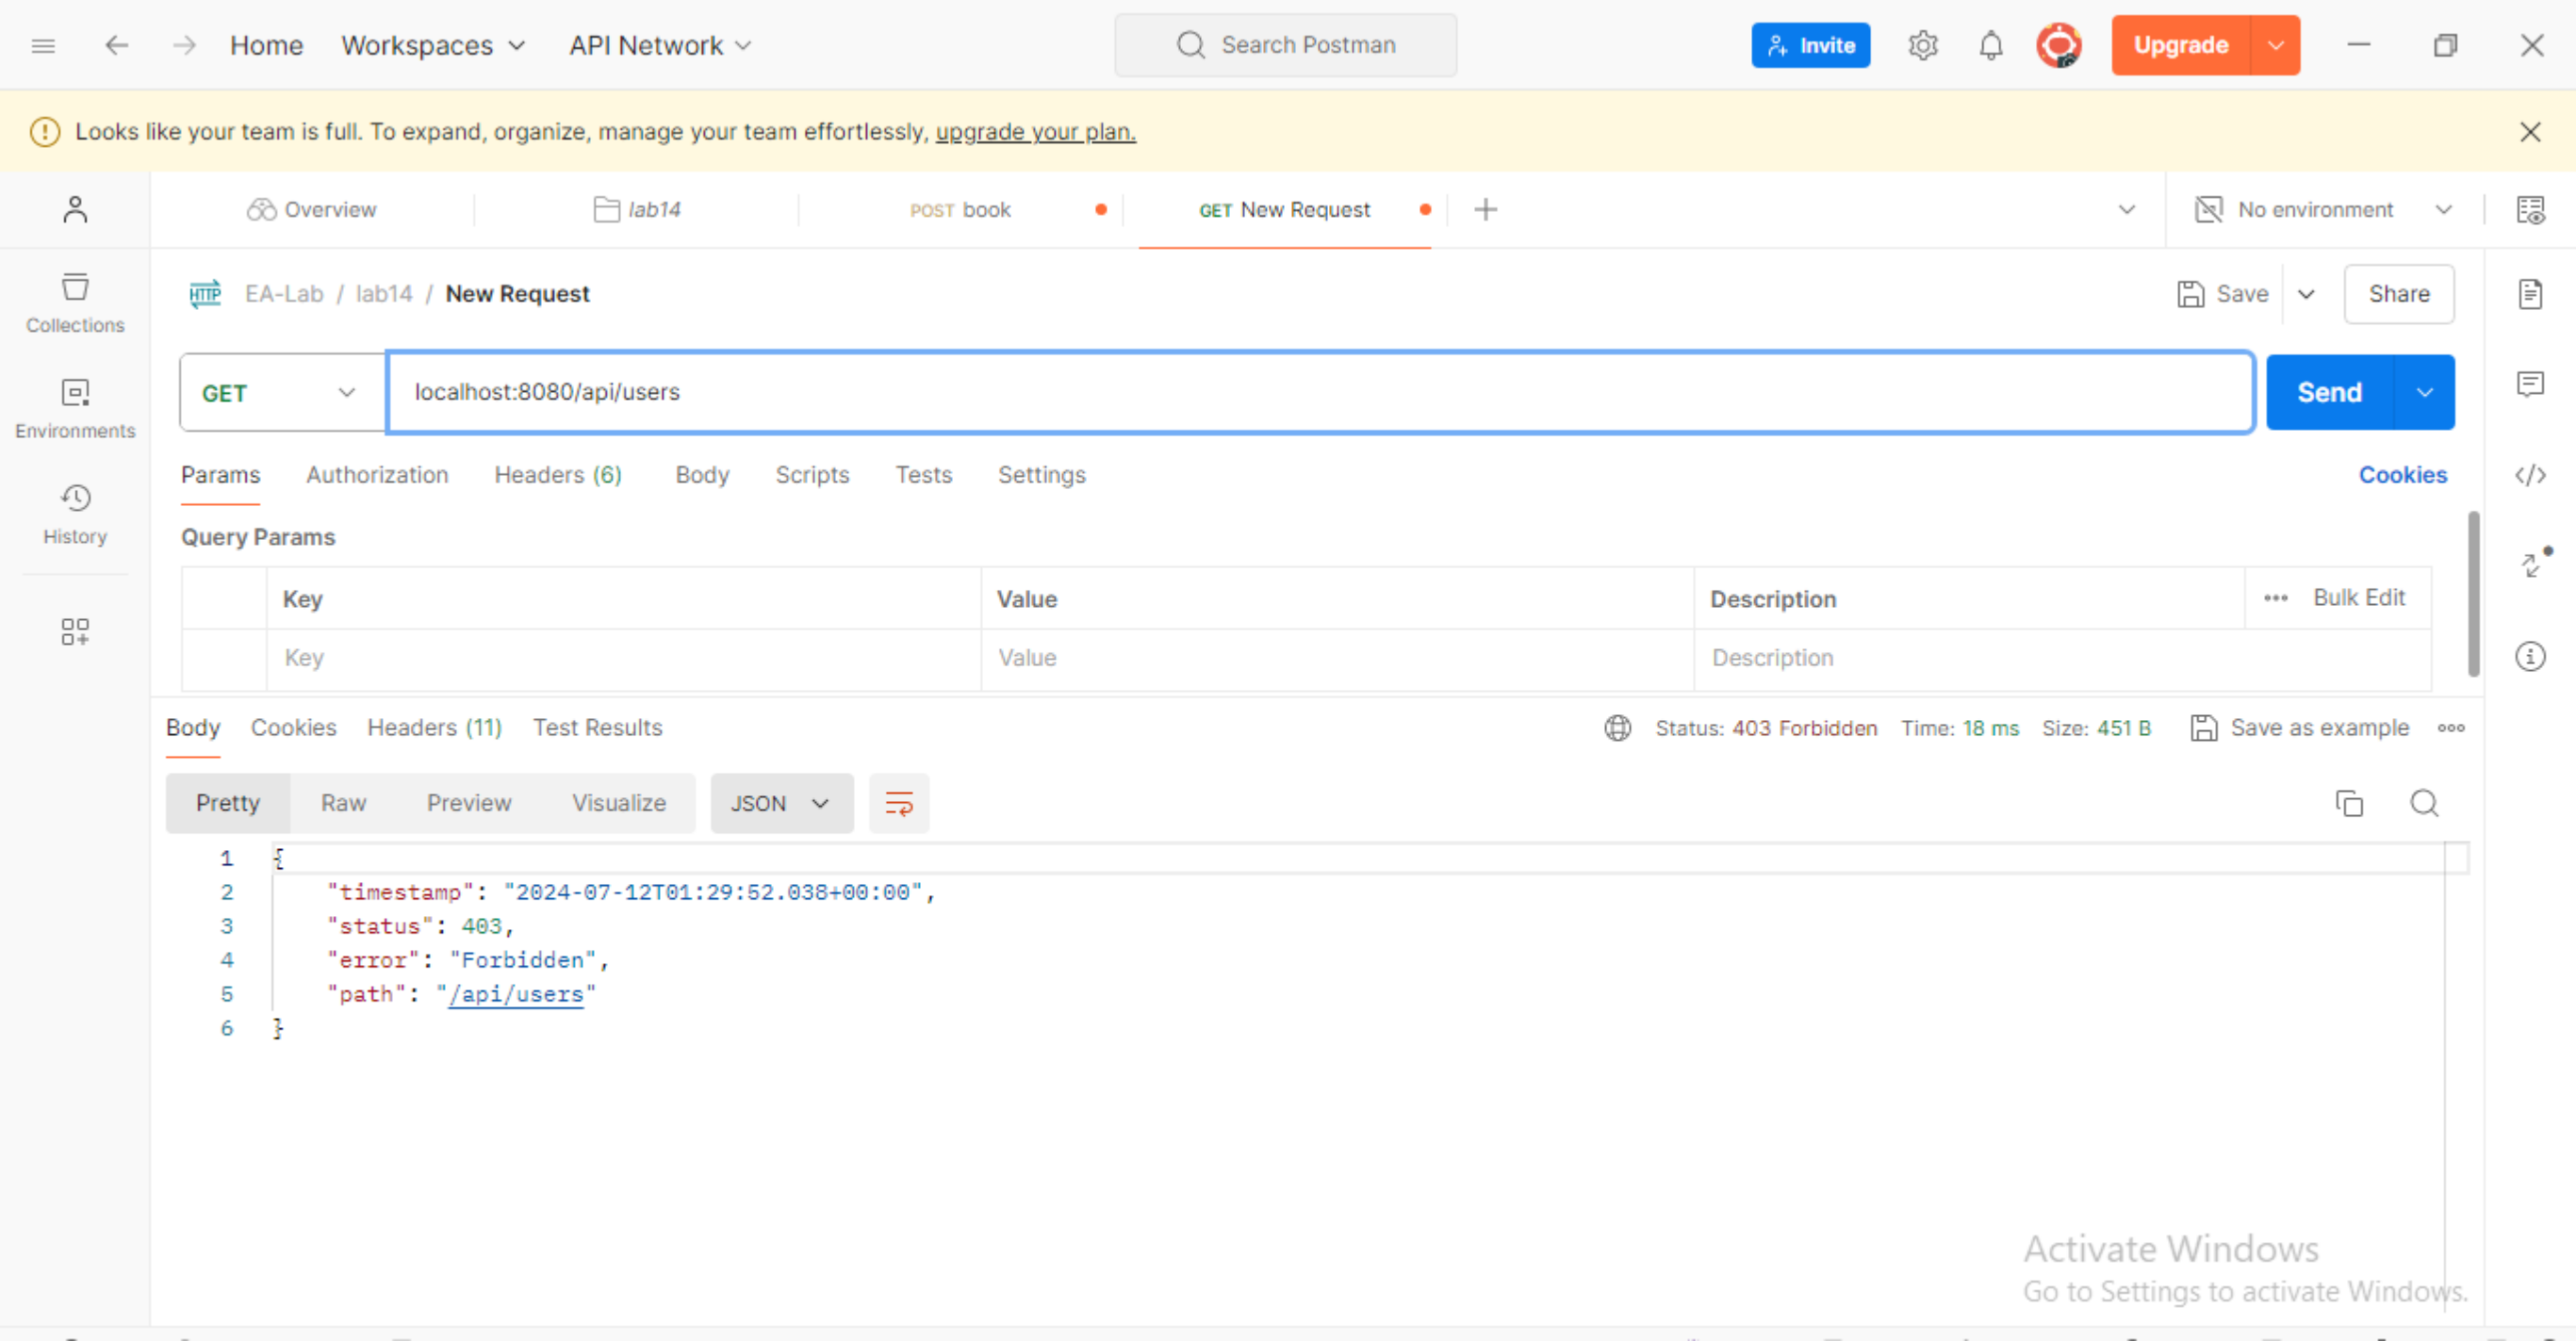 Home Workspaces API Network Search Postman Invite Upgrade
Looks like your team is full. To expand, organize, manage your team effortlessly, upgrade your plan.
Overview lab14 POST book GET New Request No environment
HTTP EA-Lab / lab14 / New Request Save Share
Collections
GET localhost:8080/api/users Send
Environments
Params Authorization Headers (6) Body Scripts Tests Settings Cookies
History
Query Params
Key Value Description Bulk Edit
Key Value Description
Body Cookies Headers (11) Test Results Status: 403 Forbidden Time: 18 ms Size: 451 B Save as example
Pretty Raw Preview Visualize JSON
1 {
2 "timestamp": "2024-07-12T01:29:52.038+00:00",
3 "status": 403,
4 "error": "Forbidden",
5 "path": "/api/users"
6 }
Activate Windows
Go to Settings to activate Windows.